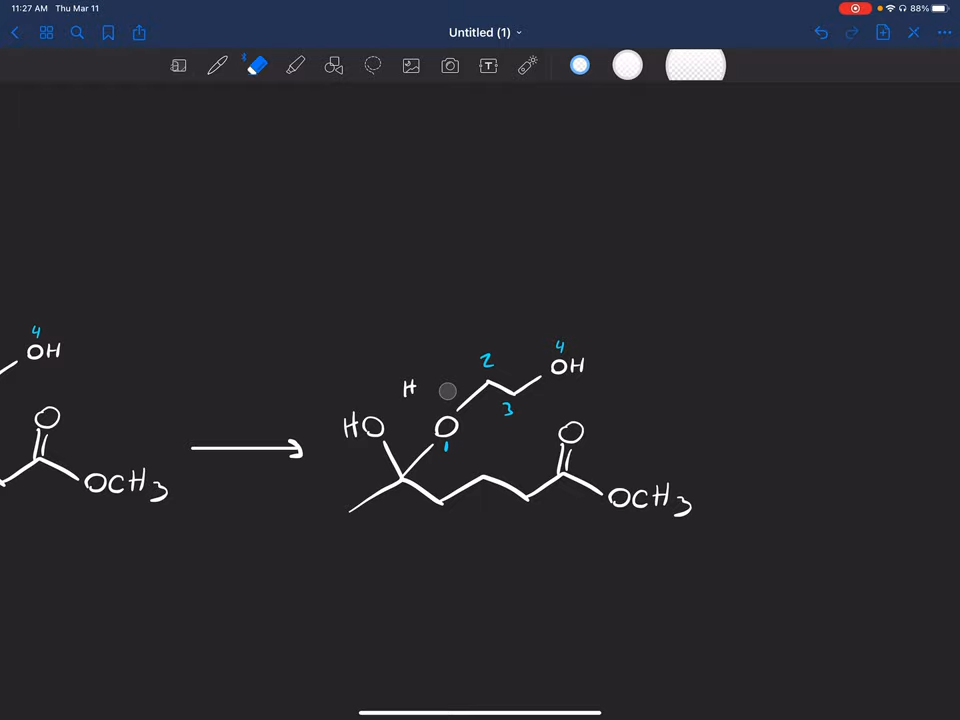 11:27 AM Thu Mar 11
88%
Untitled (1)
T
4
OH
O
OCH3
H
HO
O
1
2
3
4
OH
O
OCH3